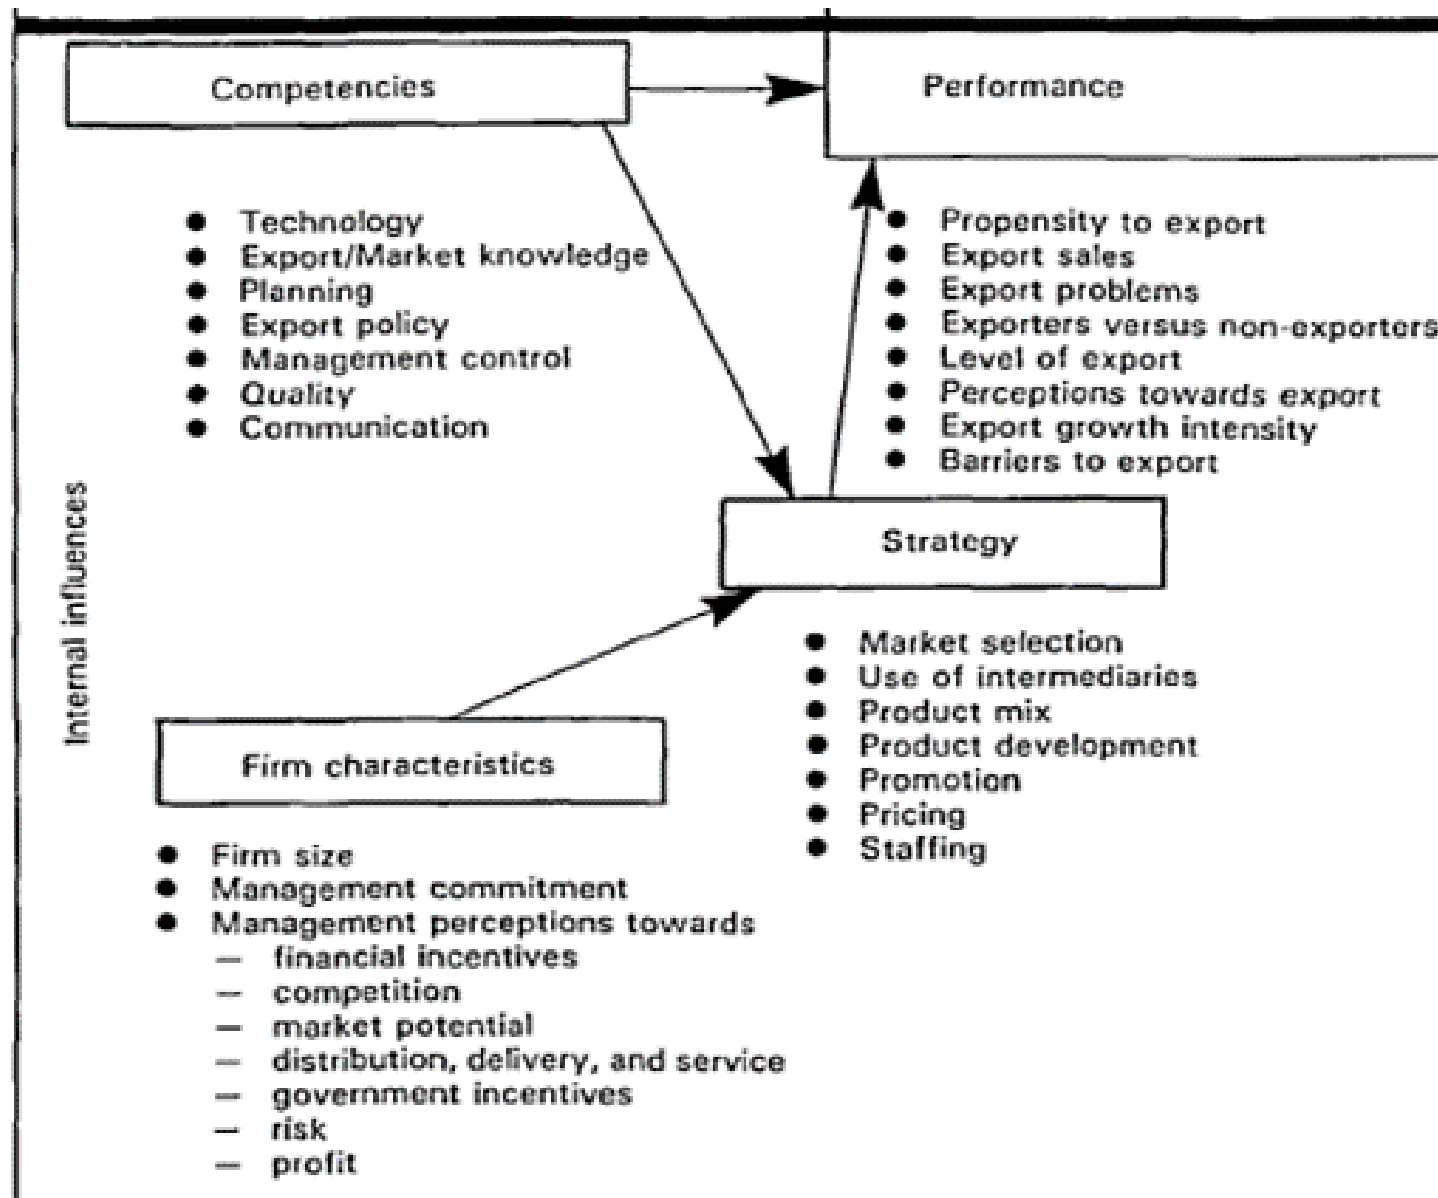 Competencies
Performance
● Technology
● Export/Market knowledge
● Planning
● Export policy
● Management control
● Quality
● Communication
● Propensity to export
● Export sales
● Export problems
● Exporters versus non-exporters
● Level of export
● Perceptions towards export
● Export growth intensity
● Barriers to export
Internal influences
Strategy
● Market selection
● Use of intermediaries
● Product mix
● Product development
● Promotion
● Pricing
● Staffing
Firm characteristics
● Firm size
● Management commitment
● Management perceptions towards
— financial incentives
— competition
— market potential
— distribution, delivery, and service
— government incentives
— risk
— profit